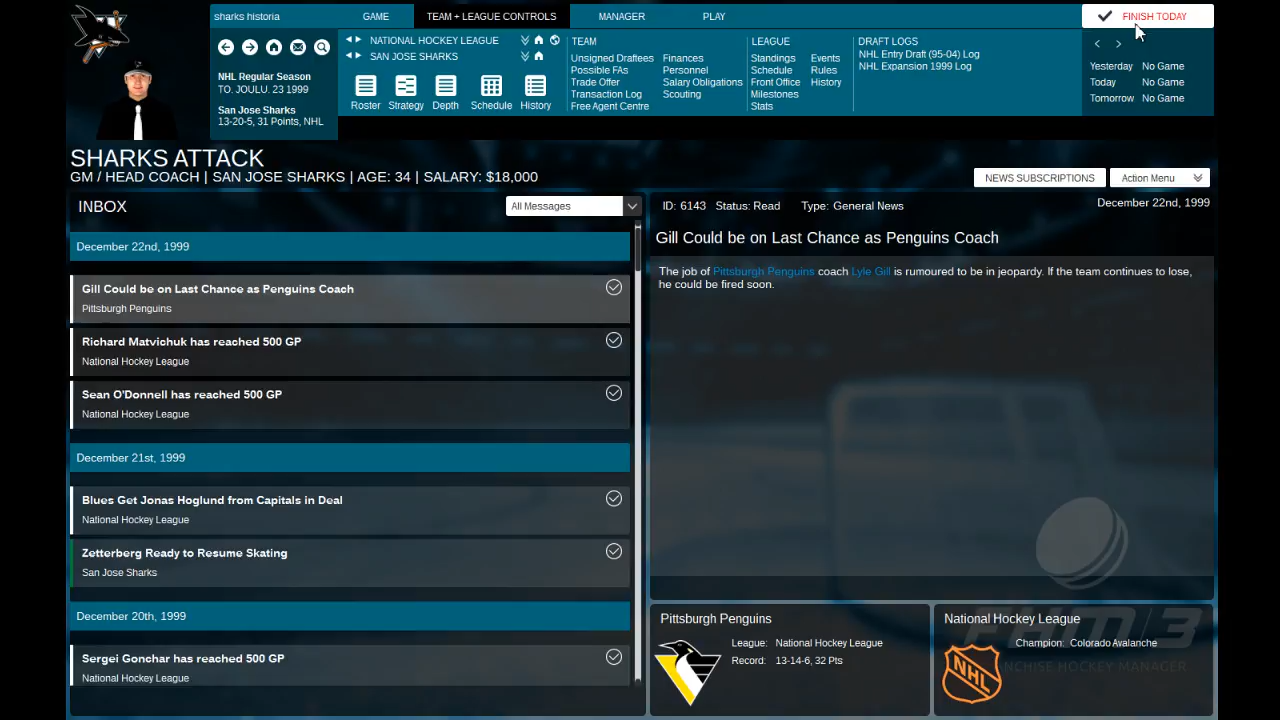 sharks historia
GAME
TEAM + LEAGUE CONTROLS
MANAGER
PLAY
FINISH TODAY
NATIONAL HOCKEY LEAGUE
SAN JOSE SHARKS
NHL Regular Season
TO. JOULU. 23 1999
San Jose Sharks
13-20-5, 31 Points, NHL
Roster
Strategy
Depth
Schedule
History
TEAM
Unsigned Draftees
Possible FAs
Trade Offer
Transaction Log
Free Agent Centre
Finances
Personnel
Salary Obligations
Scouting
LEAGUE
Standings
Schedule
Front Office
Milestones
Stats
Events
Rules
History
DRAFT LOGS
NHL Entry Draft (95-04) Log
NHL Expansion 1999 Log
Yesterday No Game
Today No Game
Tomorrow No Game
SHARKS ATTACK
GM / HEAD COACH | SAN JOSE SHARKS | AGE: 34 | SALARY: $18,000
NEWS SUBSCRIPTIONS
Action Menu
INBOX
All Messages
December 22nd, 1999
Gill Could be on Last Chance as Penguins Coach
Pittsburgh Penguins
Richard Matvichuk has reached 500 GP
National Hockey League
Sean O'Donnell has reached 500 GP
National Hockey League
December 21st, 1999
Blues Get Jonas Hoglund from Capitals in Deal
National Hockey League
Zetterberg Ready to Resume Skating
San Jose Sharks
December 20th, 1999
Sergei Gonchar has reached 500 GP
National Hockey League
ID: 6143 Status: Read Type: General News
December 22nd, 1999
Gill Could be on Last Chance as Penguins Coach
The job of Pittsburgh Penguins coach Lyle Gill is rumoured to be in jeopardy. If the team continues to lose,
he could be fired soon.
Pittsburgh Penguins
League: National Hockey League
Record: 13-14-6, 32 Pts
National Hockey League
Champion: Colorado Avalanche
NHL
FHM/3
NCHISE HOCKEY MANAGER